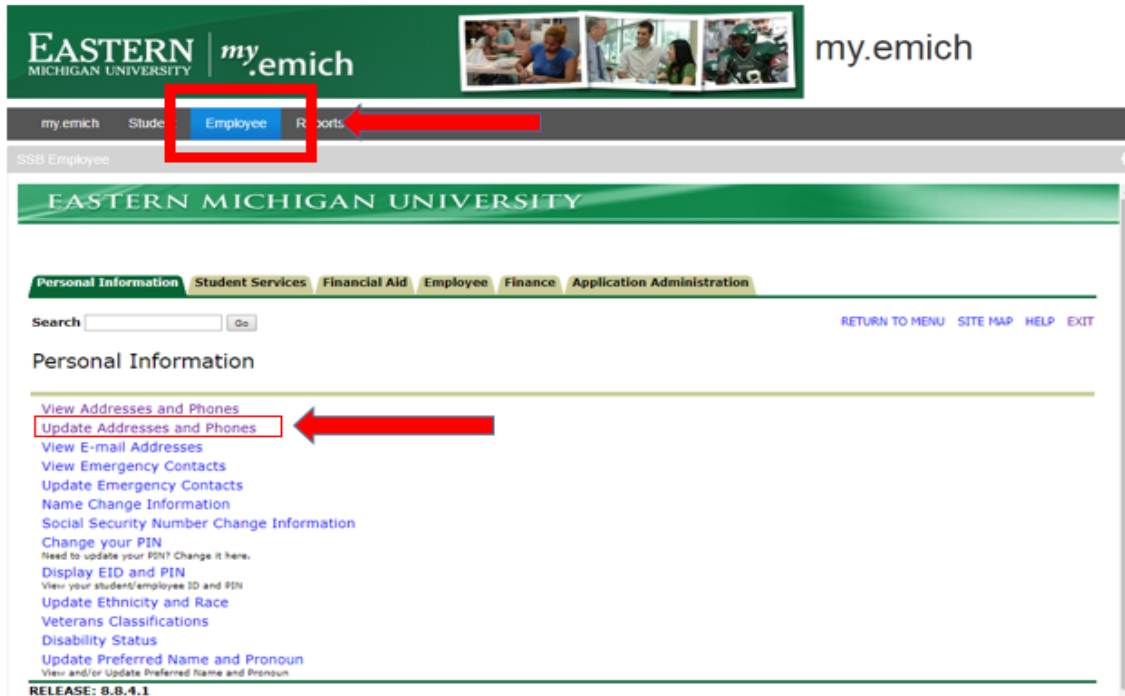 EASTERN my.emich
MICHIGAN UNIVERSITY
my.emich
my.emich Student Employee Reports
SSB Employee
EASTERN MICHIGAN UNIVERSITY
Personal Information Student Services Financial Aid Employee Finance Application Administration
Search Go RETURN TO MENU SITE MAP HELP EXIT
Personal Information
View Addresses and Phones
Update Addresses and Phones
View E-mail Addresses
View Emergency Contacts
Update Emergency Contacts
Name Change Information
Social Security Number Change Information
Change your PIN
Need to update your PIN? Change it here.
Display EID and PIN
View your student/employee ID and PIN
Update Ethnicity and Race
Veterans Classifications
Disability Status
Update Preferred Name and Pronoun
View and/or Update Preferred Name and Pronoun
RELEASE: 8.8.4.1